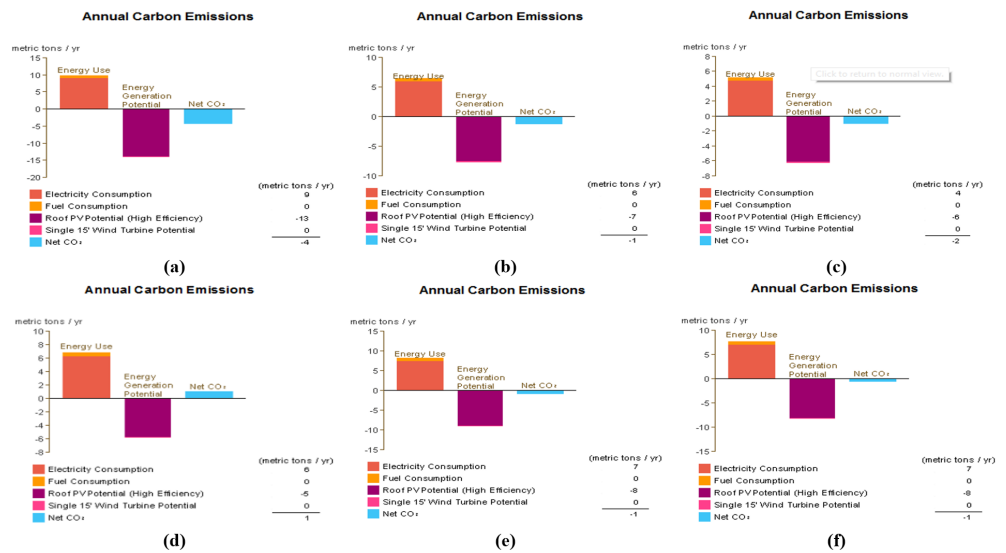 Annual Carbon Emissions
metric tons / yr
15
10
5
0
-5
-10
-15
-20
Energy Use
Energy
Generation
Potential
Net CO₂
(metric tons / yr)
Electricity Consumption 9
Fuel Consumption 0
Roof PV Potential (High Efficiency) -13
Single 15' Wind Turbine Potential 0
Net CO₂ -4
(a)
Annual Carbon Emissions
metric tons / yr
10
5
0
-5
-10
Energy Use
Energy
Generation
Potential
Net CO₂
(metric tons / yr)
Electricity Consumption 6
Fuel Consumption 0
Roof PV Potential (High Efficiency) -7
Single 15' Wind Turbine Potential 0
Net CO₂ -1
(b)
Annual Carbon Emissions
metric tons / yr
8
6
4
2
0
-2
-4
-6
-8
Energy Use
Click to return to normal view.
Energy
Generation
Potential
Net CO₂
(metric tons / yr)
Electricity Consumption 4
Fuel Consumption 0
Roof PV Potential (High Efficiency) -6
Single 15' Wind Turbine Potential 0
Net CO₂ -2
(c)
Annual Carbon Emissions
metric tons / yr
10
8
6
4
2
0
-2
-4
-6
-8
Energy Use
Energy
Generation
Potential
Net CO₂
(metric tons / yr)
Electricity Consumption 6
Fuel Consumption 0
Roof PV Potential (High Efficiency) -5
Single 15' Wind Turbine Potential 0
Net CO₂ 1
(d)
Annual Carbon Emissions
metric tons / yr
15
10
5
0
-5
-10
-15
Energy Use
Energy
Generation
Potential
Net CO₂
(metric tons / yr)
Electricity Consumption 7
Fuel Consumption 0
Roof PV Potential (High Efficiency) -8
Single 15' Wind Turbine Potential 0
Net CO₂ -1
(e)
Annual Carbon Emissions
metric tons / yr
10
5
0
-5
-10
-15
Energy Use
Energy
Generation
Potential
Net CO₂
(metric tons / yr)
Electricity Consumption 7
Fuel Consumption 0
Roof PV Potential (High Efficiency) -8
Single 15' Wind Turbine Potential 0
Net CO₂ -1
(f)